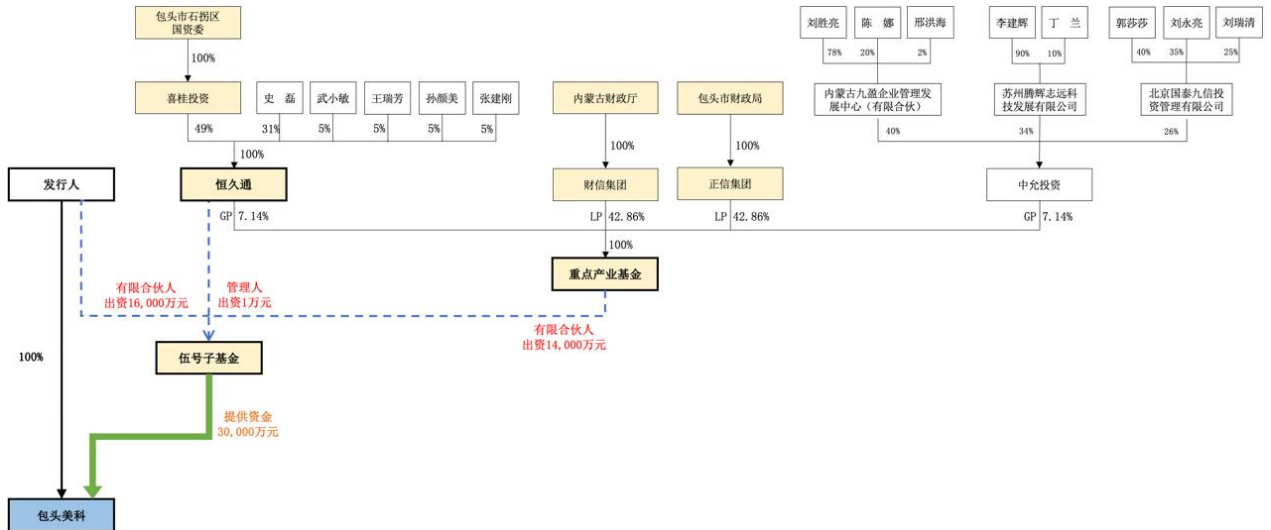 包头市石拐区
国资委
刘胜亮
陈 娜
邢洪海
李建辉
丁 兰
郭莎莎
刘永亮
刘瑞清
100%
78%
20%
2%
90%
10%
40%
35%
25%
喜桂投资
史 磊
武小敏
王瑞芳
孙颜美
张建刚
内蒙古财政厅
包头市财政局
内蒙古九盈企业管理发
展中心（有限合伙）
苏州腾辉志远科
技发展有限公司
北京国泰九信投
资管理有限公司
49%
31%
5%
5%
5%
5%
40%
34%
26%
100%
100%
100%
发行人
恒久通
财信集团
正信集团
中允投资
GP 7.14%
LP 42.86%
LP 42.86%
GP 7.14%
100%
重点产业基金
有限合伙人
出资16,000万元
管理人
出资1万元
有限合伙人
出资14,000万元
100%
伍号子基金
提供资金
30,000万元
包头美科